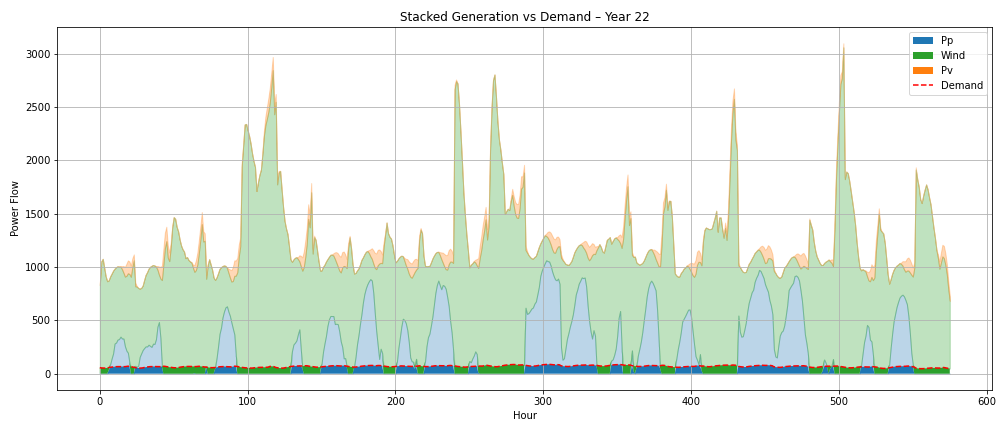 Stacked Generation vs Demand – Year 22
Pp
Wind
Pv
Demand
Power Flow
3000
2500
2000
1500
1000
500
0
0 100 200 300 400 500 600
Hour